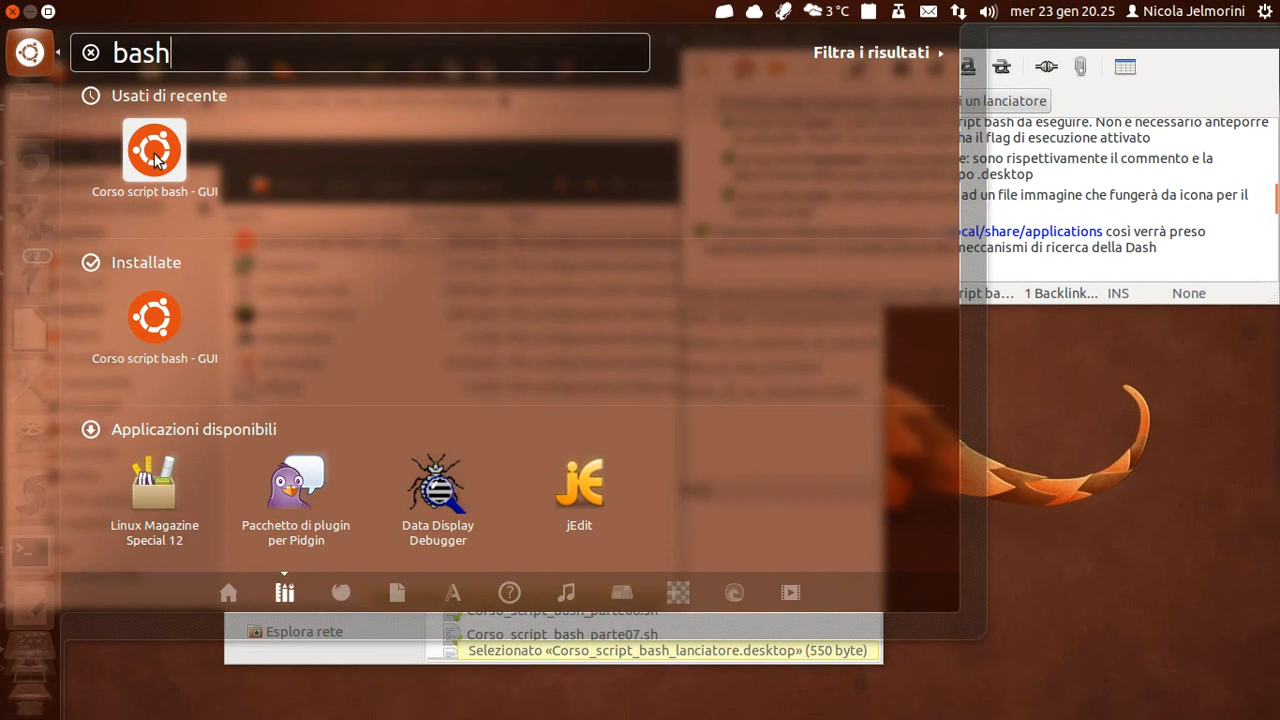 3 °C
mer 23 gen 20.25
Nicola Jelmorini
bash
Filtra i risultati
Usati di recente
Corso script bash - GUI
Installate
Corso script bash - GUI
Applicazioni disponibili
Linux Magazine
Special 12
Pacchetto di plugin
per Pidgin
Data Display
Debugger
jEdit
i un lanciatore
cript bash da eseguire. Non è necessario anteporre
na il flag di esecuzione attivato
e: sono rispettivamente il commento e la
po .desktop
ad un file immagine che fungerà da icona per il
ocal/share/applications così verrà preso
meccanismi di ricerca della Dash
ript ba...
1 Backlink...
INS
None
Esplora rete
Corso_script_bash_parte06.sh
Corso_script_bash_parte07.sh
Selezionato «Corso_script_bash_lanciatore.desktop» (550 byte)